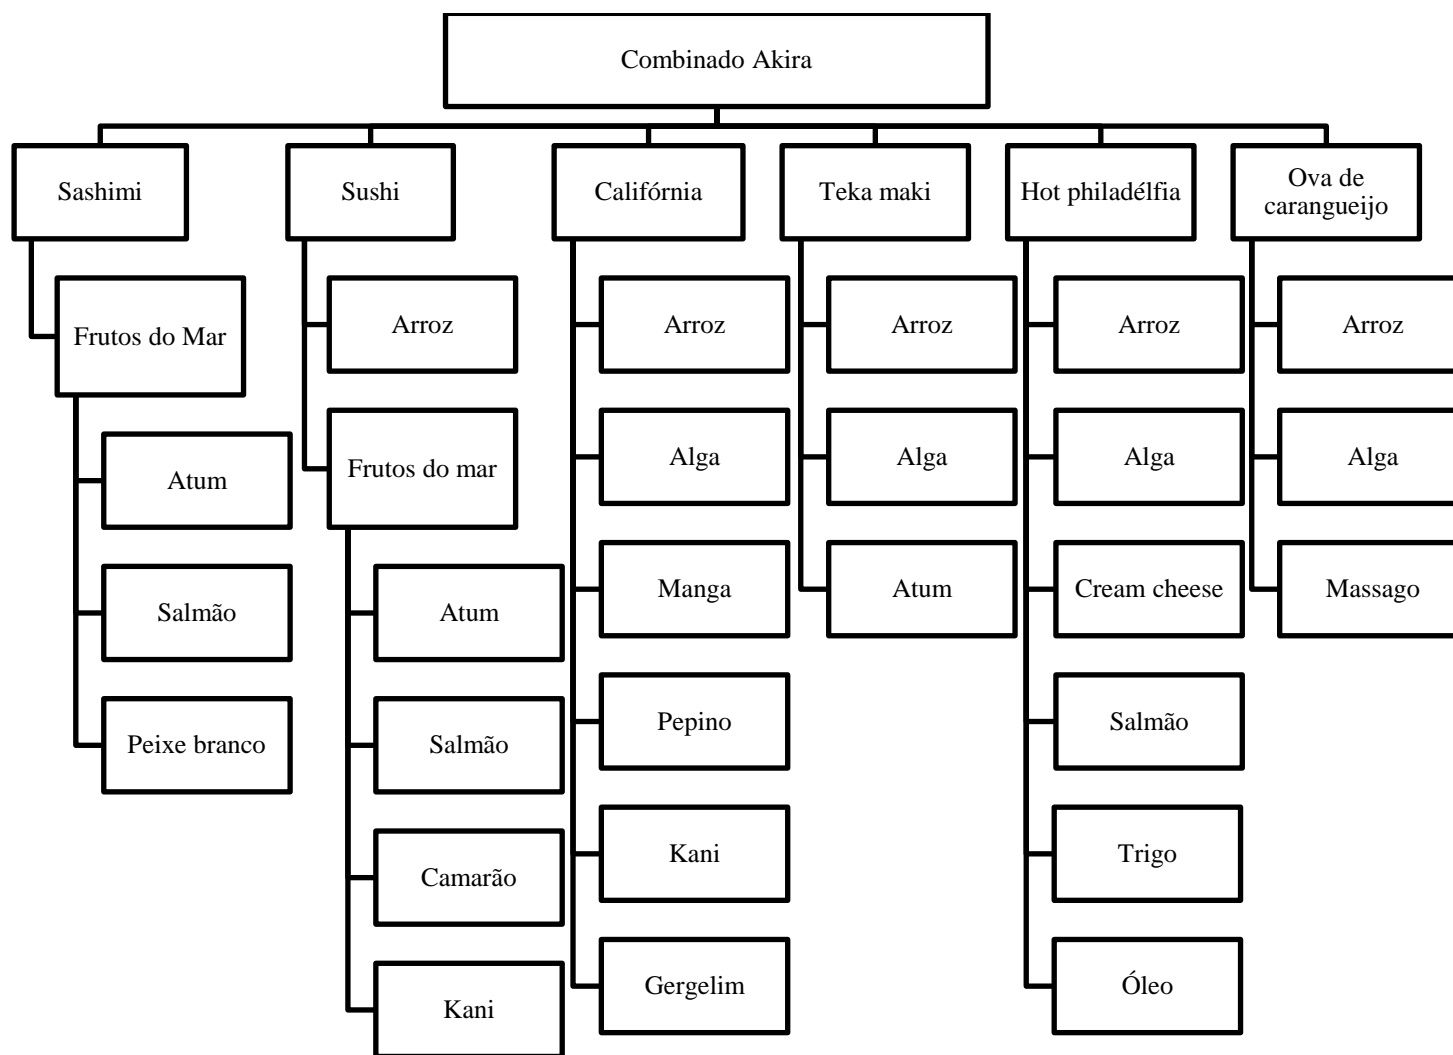 Combinado Akira
Sashimi
Frutos do Mar
Atum
Salmão
Peixe branco
Sushi
Arroz
Frutos do mar
Atum
Salmão
Camarão
Kani
Califórnia
Arroz
Alga
Manga
Pepino
Kani
Gergelim
Teka maki
Arroz
Alga
Atum
Hot philadélfia
Arroz
Alga
Cream cheese
Salmão
Trigo
Óleo
Ova de
carangueijo
Arroz
Alga
Massago